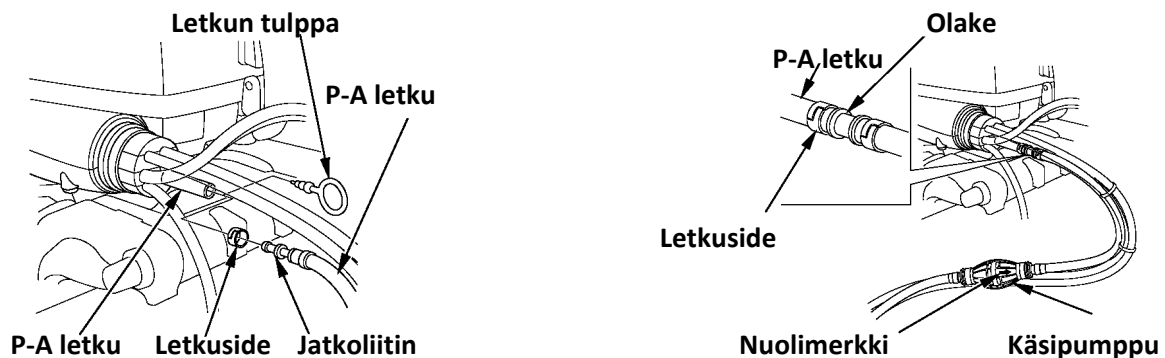 Letkun tulppa
P-A letku
P-A letku
Letkuside
Jatkoliitin
Olake
P-A letku
Letkuside
Nuolimerkki
Käsipumppu